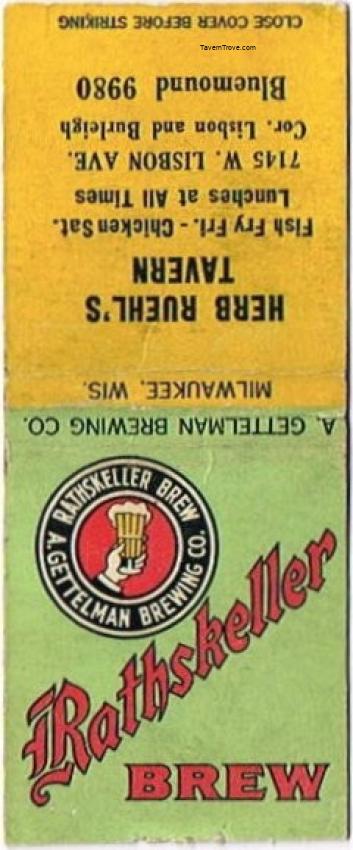 CLOSE COVER BEFORE STRIKING
TavernTrove.com
HERB RUEHL'S
TAVERN
Fish Fry Fri. - Chicken Sat.
Lunches at All Times
7145 W. LISBON AVE.
Cor. Lisbon and Burleigh
Bluemound 9980
A. GETTELMAN BREWING CO.
MILWAUKEE, WIS.
RATHSKELLER BREW
A. GETTELMAN BREWING CO.
Rathskeller
BREW